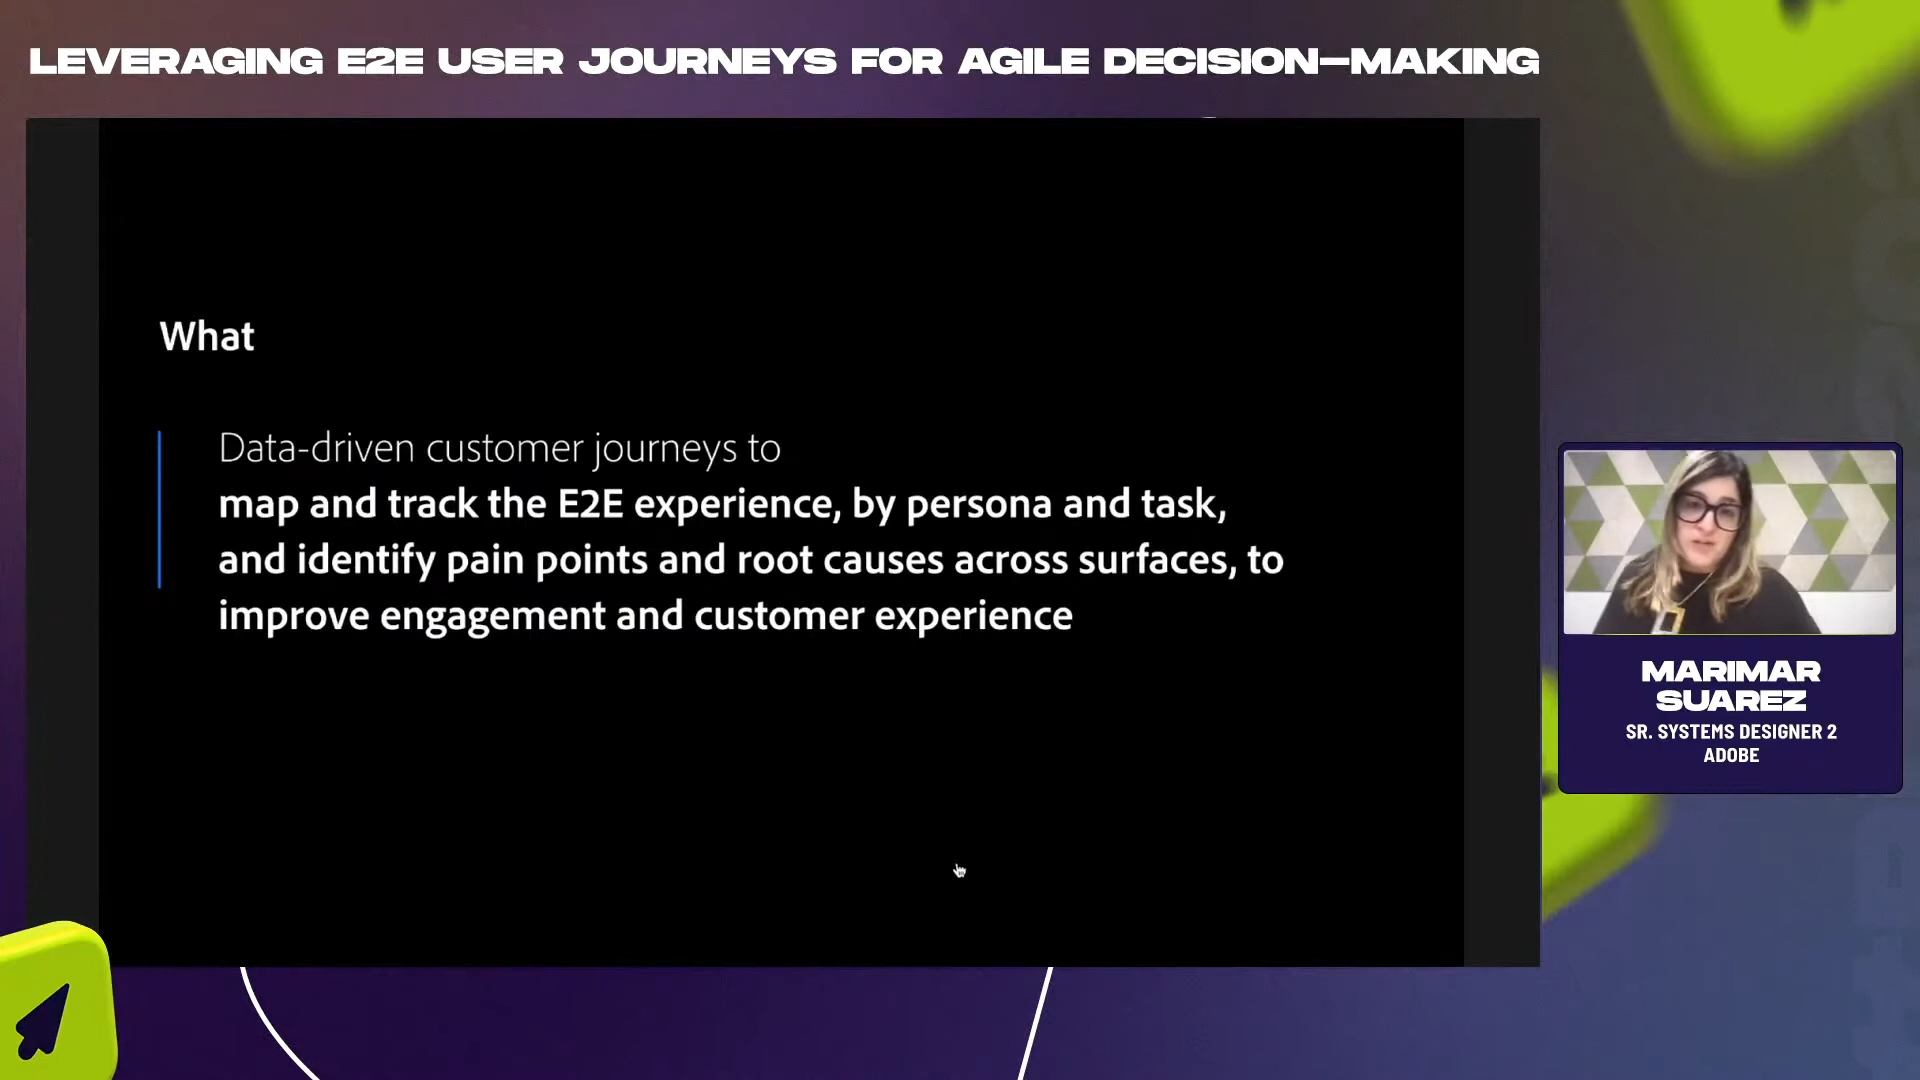 LEVERAGING E2E USER JOURNEYS FOR AGILE DECISION–MAKING
What
Data-driven customer journeys to
map and track the E2E experience, by persona and task,
and identify pain points and root causes across surfaces, to
improve engagement and customer experience
MARIMAR
SUAREZ
SR. SYSTEMS DESIGNER 2
ADOBE